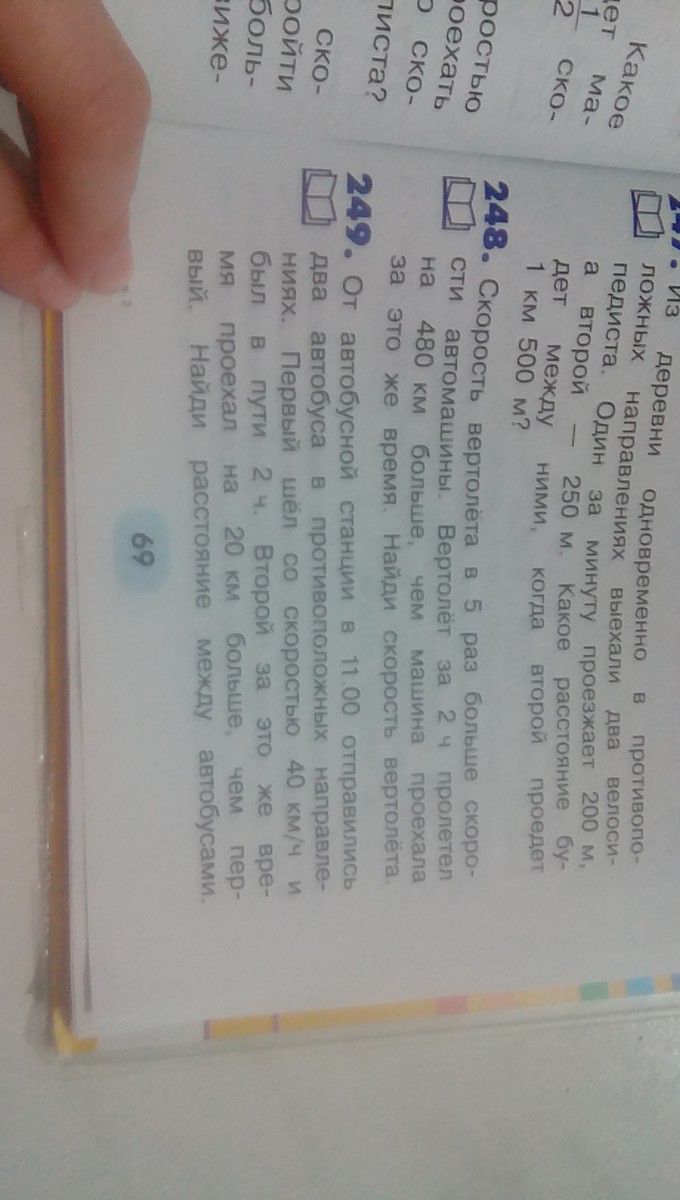 Какое
дет ма-
1
2 ско-
ростью
роехать
о ско-
листа?
ско-
ройти
боль-
виже-
247. Из деревни одновременно в противопо-
ложных направлениях выехали два велоси-
педиста. Один за минуту проезжает 200 м,
а второй — 250 м. Какое расстояние бу-
дет между ними, когда второй проедет
1 км 500 м?
248. Скорость вертолёта в 5 раз больше скоро-
сти автомашины. Вертолёт за 2 ч пролетел
на 480 км больше, чем машина проехала
за это же время. Найди скорость вертолёта.
249. От автобусной станции в 11.00 отправились
два автобуса в противоположных направле-
ниях. Первый шёл со скоростью 40 км/ч и
был в пути 2 ч. Второй за это же вре-
мя проехал на 20 км больше, чем пер-
вый. Найди расстояние между автобусами.
69